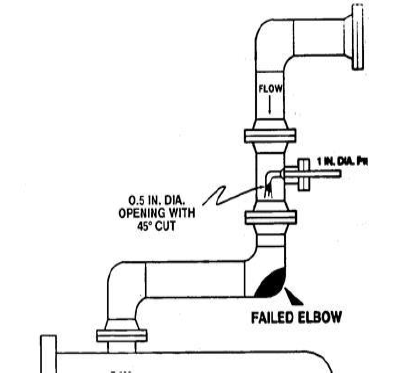 FLOW
1 IN. DIA.
0.5 IN. DIA.
OPENING WITH
45° CUT
FAILED ELBOW